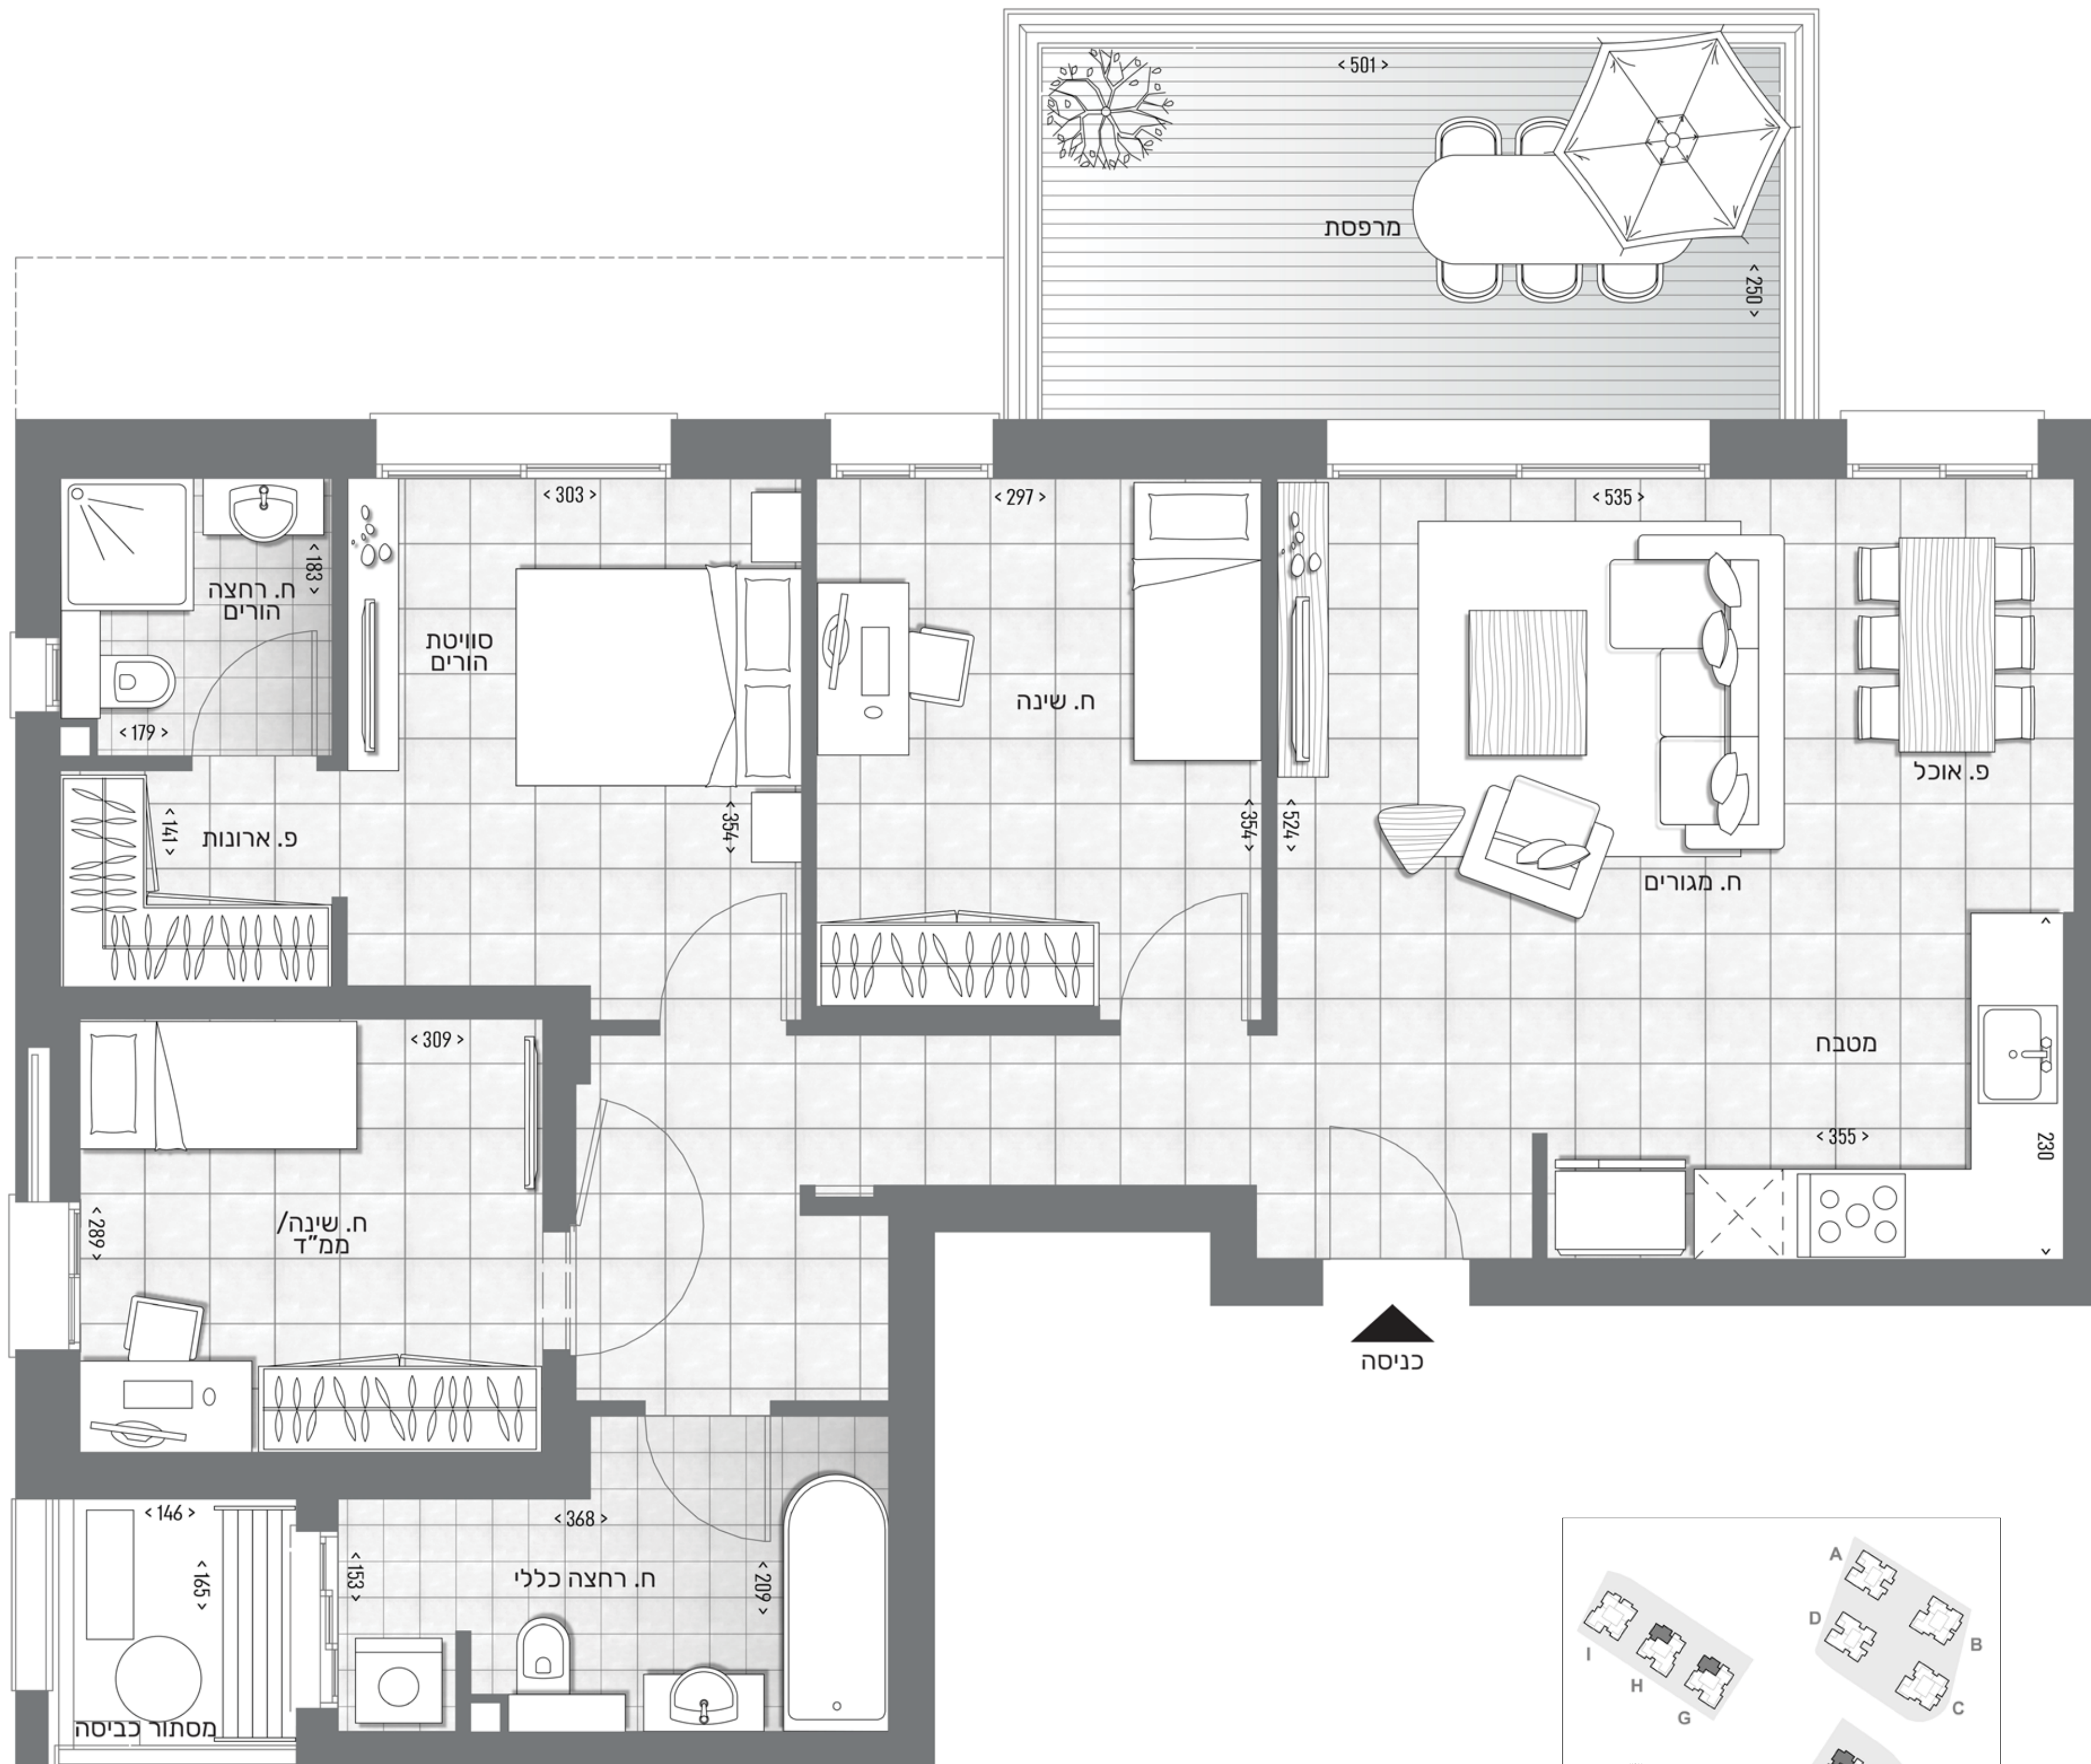 < 501 >
מרפסת
< 250 >
< 303 >
< 297 >
< 535 >
< 183 >
ח. רחצה
הורים
סוויטת
הורים
ח. שינה
< 179 >
פ. אוכל
< 141 >
פ. ארונות
< 354 >
< 354 >
< 524 >
ח. מגורים
< 309 >
מטבח
< 355 >
230
< 289 >
ח. שינה/
ממ"ד
כניסה
< 146 >
< 368 >
< 165 >
< 153 >
ח. רחצה כללי
< 209 >
מסתור כביסה
A
D
B
I
H
C
G